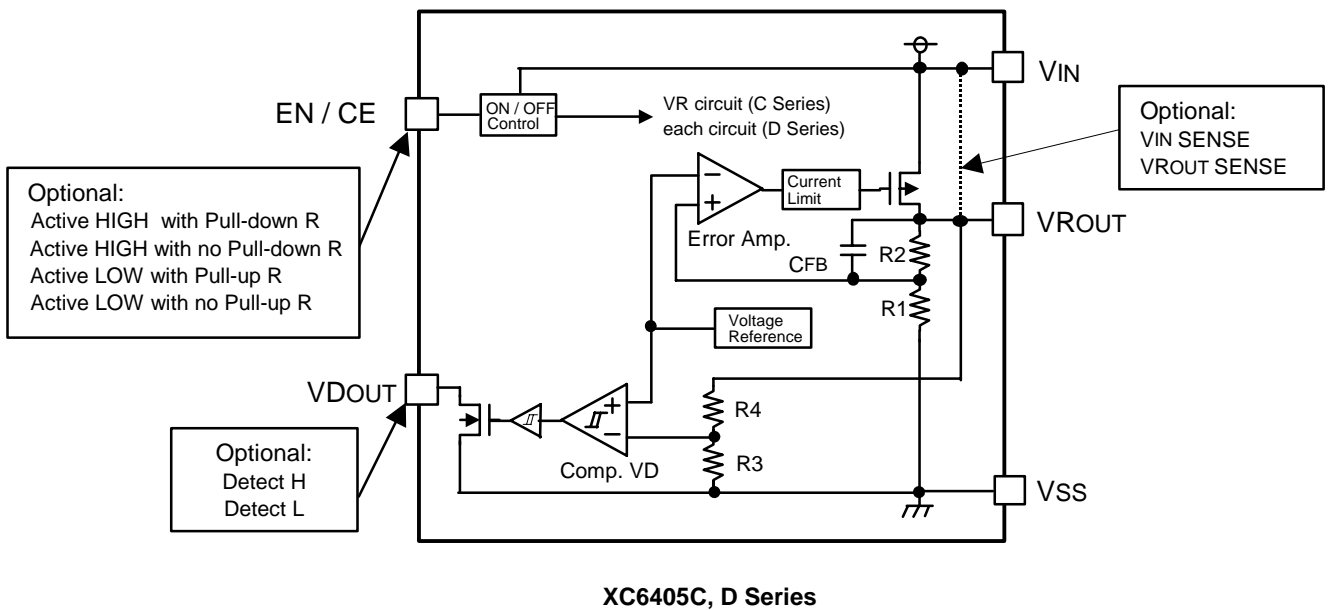 VIN
EN / CE
ON / OFF
Control
VR circuit (C Series)
each circuit (D Series)
Optional:
VIN SENSE
VROUT SENSE
Optional:
Active HIGH with Pull-down R
Active HIGH with no Pull-down R
Active LOW with Pull-up R
Active LOW with no Pull-up R
−
+
Current
Limit
Error Amp.
VROUT
CFB
R2
R1
Voltage
Reference
VDOUT
+
−
R4
R3
Comp. VD
Optional:
Detect H
Detect L
VSS
XC6405C, D Series